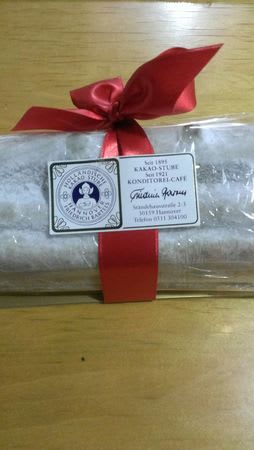 HOLLÄNDISCHE
KAKAO-STUBE
HANNOVER
FRIEDRICH BARTELS
Seit 1895
KAKAO-STUBE
Seit 1921
KONDITOREI-CAFÉ
Ständehausstraße 2-3
30159 Hannover
Telefon 0511 304100